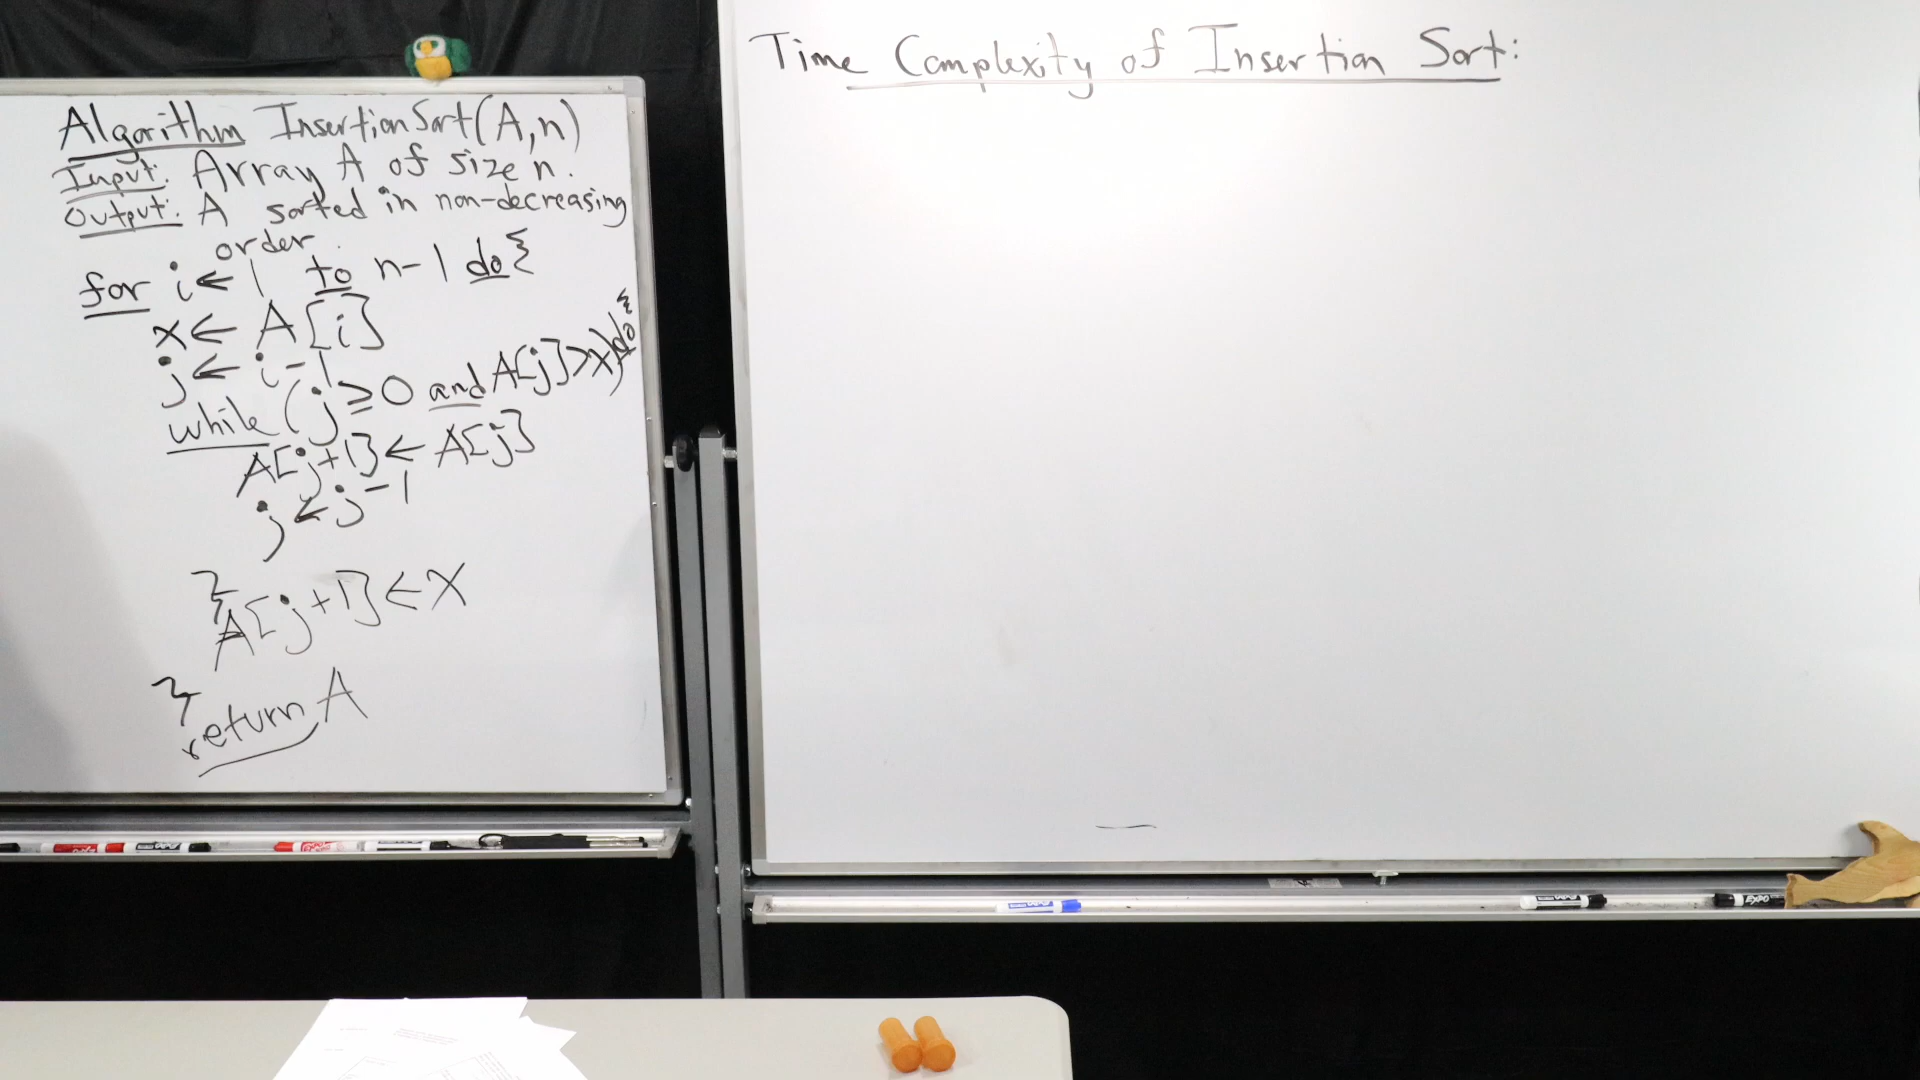 Algorithm InsertionSort(A,n)
Input: Array A of size n.
Output: A sorted in non-decreasing
order.
for i ← 1 to n-1 do {
x ← A[i]
j ← i-1
while (j ≥ 0 and A[j] > x) do {
A[j+1] ← A[j]
j ← j-1
}
A[j+1] ← x
}
return A
Time Complexity of Insertion Sort:
EXPO